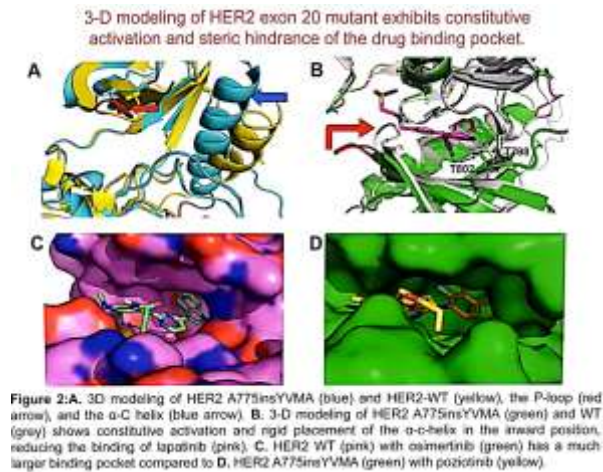 3-D modeling of HER2 exon 20 mutant exhibits constitutive
activation and steric hindrance of the drug binding pocket.
A
B
T798
T862
C
D
Figure 2:A. 3D modeling of HER2 A775insYVMA (blue) and HER2-WT (yellow), the P-loop (red
arrow), and the α-C helix (blue arrow). B. 3-D modeling of HER2 A775insYVMA (green) and WT
(grey) shows constitutive activation and rigid placement of the α-c-helix in the inward position,
reducing the binding of lapatinib (pink). C. HER2 WT (pink) with osimertinib (green) has a much
larger binding pocket compared to D. HER2 A775insYVMA (green) with poziotinib (yellow).